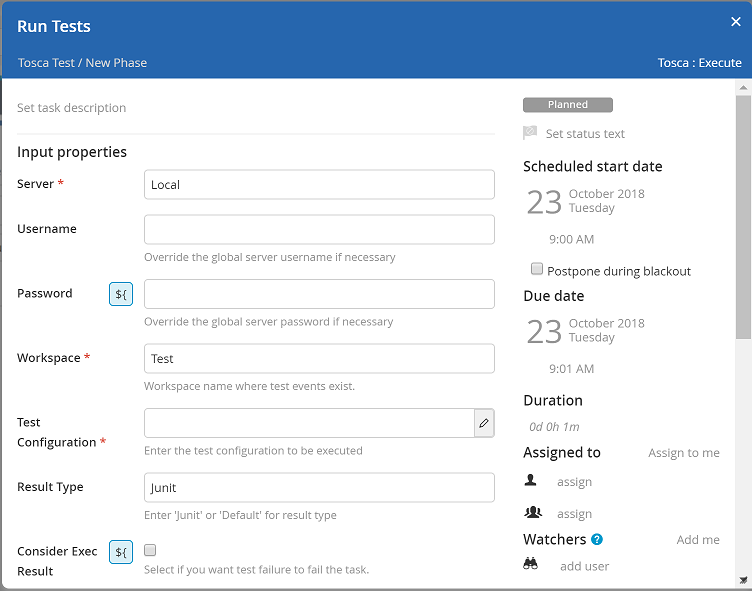 Run Tests
×
Tosca Test / New Phase
Tosca : Execute
Set task description
Input properties
Server *
Local
Username
Override the global server username if necessary
Password
${
Override the global server password if necessary
Workspace *
Test
Workspace name where test events exist.
Test
Configuration *
Enter the test configuration to be executed
Result Type
Junit
Enter 'Junit' or 'Default' for result type
Consider Exec
Result
${
Select if you want test failure to fail the task.
Planned
Set status text
Scheduled start date
23
October 2018
Tuesday
9:00 AM
Postpone during blackout
Due date
23
October 2018
Tuesday
9:01 AM
Duration
0d 0h 1m
Assigned to
Assign to me
assign
assign
Watchers ?
Add me
add user